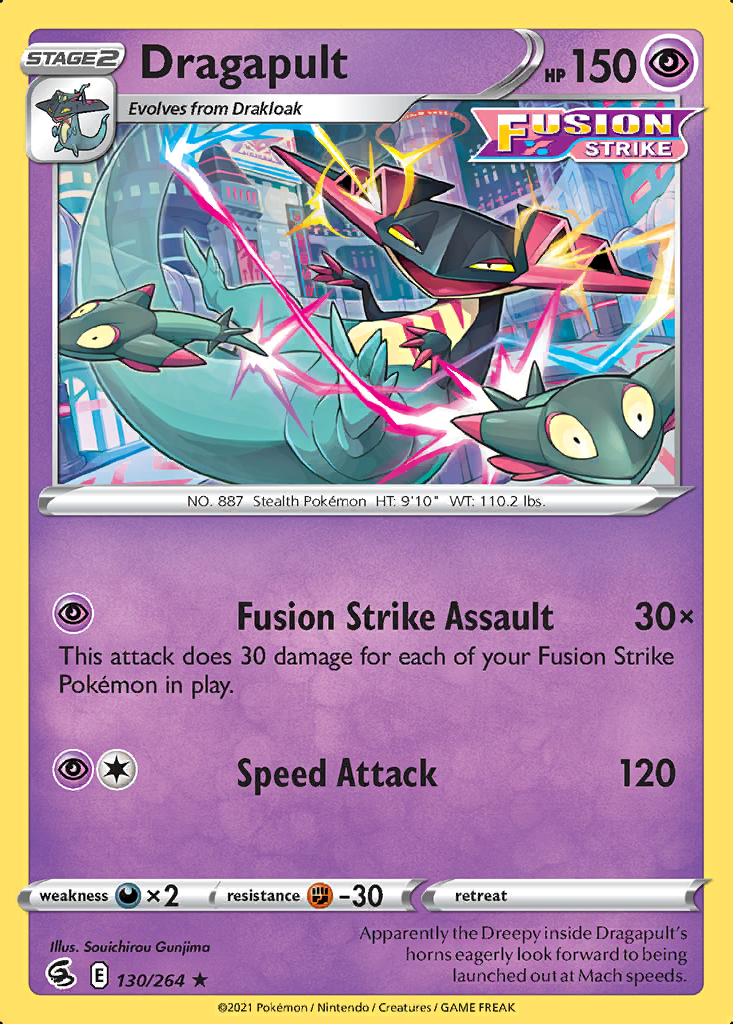 STAGE2
Dragapult
HP 150
Evolves from Drakloak
FUSION
STRIKE
NO. 887 Stealth Pokémon HT: 9'10" WT: 110.2 lbs.
Fusion Strike Assault 30×
This attack does 30 damage for each of your Fusion Strike
Pokémon in play.
Speed Attack 120
weakness ×2 resistance -30 retreat
Illus. Souichirou Gunjima
Apparently the Dreepy inside Dragapult's
horns eagerly look forward to being
launched out at Mach speeds.
E 130/264 ★
©2021 Pokémon / Nintendo / Creatures / GAME FREAK